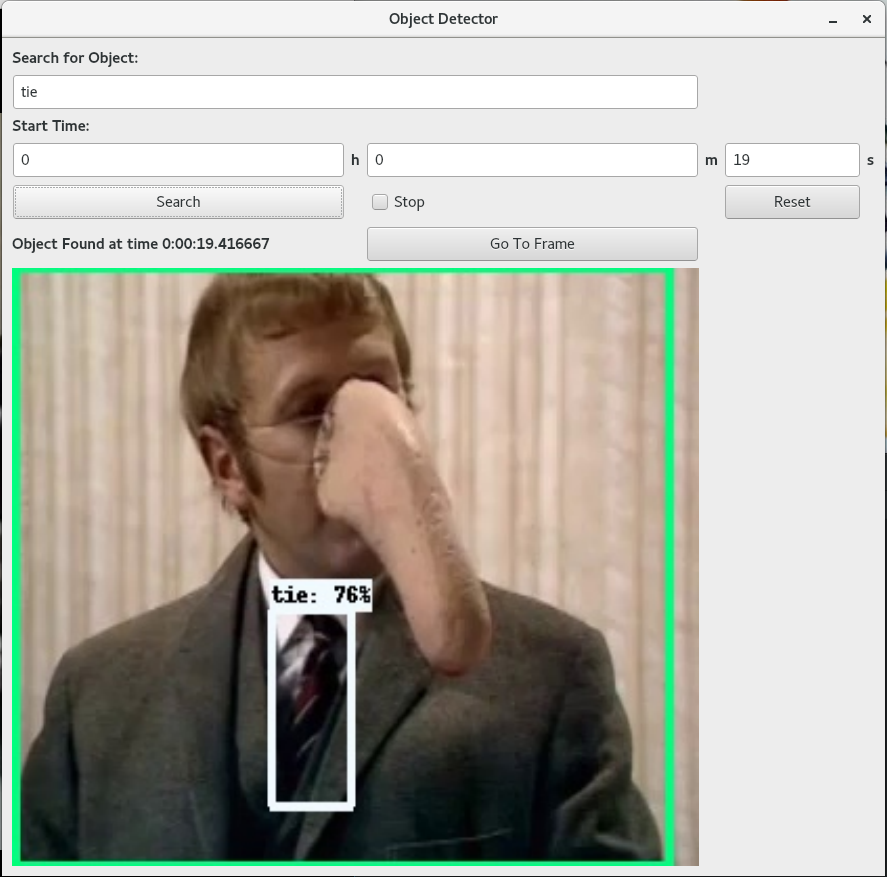 Object Detector
Search for Object:
tie
Start Time:
0 h 0 m 19 s
Search Stop Reset
Object Found at time 0:00:19.416667 Go To Frame
tie: 76%